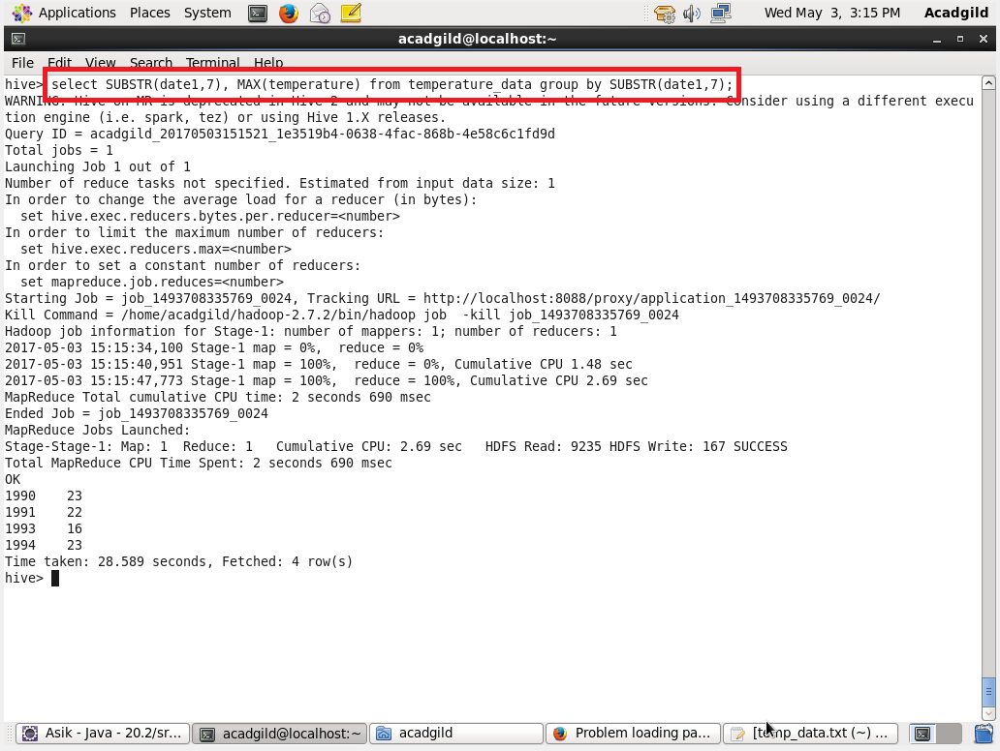 Applications Places System Wed May 3, 3:15 PM Acadgild
acadgild@localhost:~
File Edit View Search Terminal Help
hive> select SUBSTR(date1,7), MAX(temperature) from temperature_data group by SUBSTR(date1,7);
WARNING: Hive-on-MR is deprecated in Hive 2 and may not be available in the future versions. Consider using a different execu
tion engine (i.e. spark, tez) or using Hive 1.X releases.
Query ID = acadgild_20170503151521_1e3519b4-0638-4fac-868b-4e58c6c1fd9d
Total jobs = 1
Launching Job 1 out of 1
Number of reduce tasks not specified. Estimated from input data size: 1
In order to change the average load for a reducer (in bytes):
  set hive.exec.reducers.bytes.per.reducer=<number>
In order to limit the maximum number of reducers:
  set hive.exec.reducers.max=<number>
In order to set a constant number of reducers:
  set mapreduce.job.reduces=<number>
Starting Job = job_1493708335769_0024, Tracking URL = http://localhost:8088/proxy/application_1493708335769_0024/
Kill Command = /home/acadgild/hadoop-2.7.2/bin/hadoop job  -kill job_1493708335769_0024
Hadoop job information for Stage-1: number of mappers: 1; number of reducers: 1
2017-05-03 15:15:34,100 Stage-1 map = 0%,  reduce = 0%
2017-05-03 15:15:40,951 Stage-1 map = 100%,  reduce = 0%, Cumulative CPU 1.48 sec
2017-05-03 15:15:47,773 Stage-1 map = 100%,  reduce = 100%, Cumulative CPU 2.69 sec
MapReduce Total cumulative CPU time: 2 seconds 690 msec
Ended Job = job_1493708335769_0024
MapReduce Jobs Launched:
Stage-Stage-1: Map: 1  Reduce: 1   Cumulative CPU: 2.69 sec   HDFS Read: 9235 HDFS Write: 167 SUCCESS
Total MapReduce CPU Time Spent: 2 seconds 690 msec
OK
1990    23
1991    22
1993    16
1994    23
Time taken: 28.589 seconds, Fetched: 4 row(s)
hive>
Asik - Java - 20.2/sr... acadgild@localhost:~ acadgild Problem loading pa... [temp_data.txt (~) ...